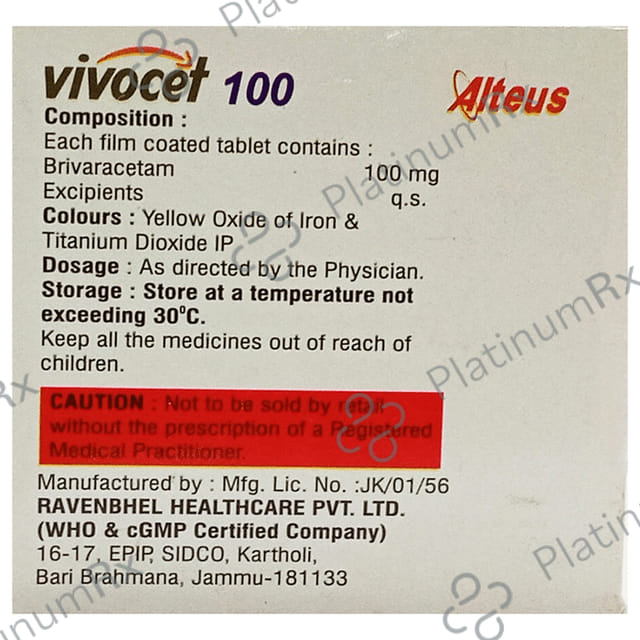 vivocet 100
Alteus
Composition :
Each film coated tablet contains :
Brivaracetam 100 mg
Excipients q.s.
Colours : Yellow Oxide of Iron &
Titanium Dioxide IP
Dosage : As directed by the Physician.
Storage : Store at a temperature not
exceeding 30⁰C.
Keep all the medicines out of reach of
children.
CAUTION : Not to be sold by retail
without the prescription of a Registered
Medical Practitioner.
Manufactured by : Mfg. Lic. No. :JK/01/56
RAVENBHEL HEALTHCARE PVT. LTD.
(WHO & cGMP Certified Company)
16-17, EPIP, SIDCO, Kartholi,
Bari Brahmana, Jammu-181133
PlatinumRx
PlatinumRx
PlatinumRx